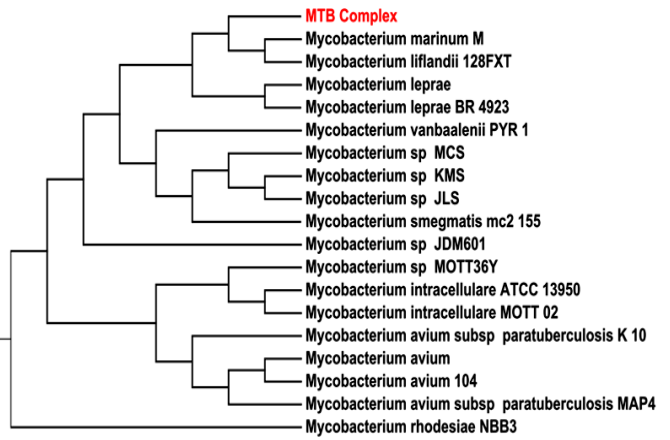 MTB Complex
Mycobacterium marinum M
Mycobacterium liflandii 128FXT
Mycobacterium leprae
Mycobacterium leprae BR 4923
Mycobacterium vanbaalenii PYR 1
Mycobacterium sp MCS
Mycobacterium sp KMS
Mycobacterium sp JLS
Mycobacterium smegmatis mc2 155
Mycobacterium sp JDM601
Mycobacterium sp MOTT36Y
Mycobacterium intracellulare ATCC 13950
Mycobacterium intracellulare MOTT 02
Mycobacterium avium subsp paratuberculosis K 10
Mycobacterium avium
Mycobacterium avium 104
Mycobacterium avium subsp paratuberculosis MAP4
Mycobacterium rhodesiae NBB3